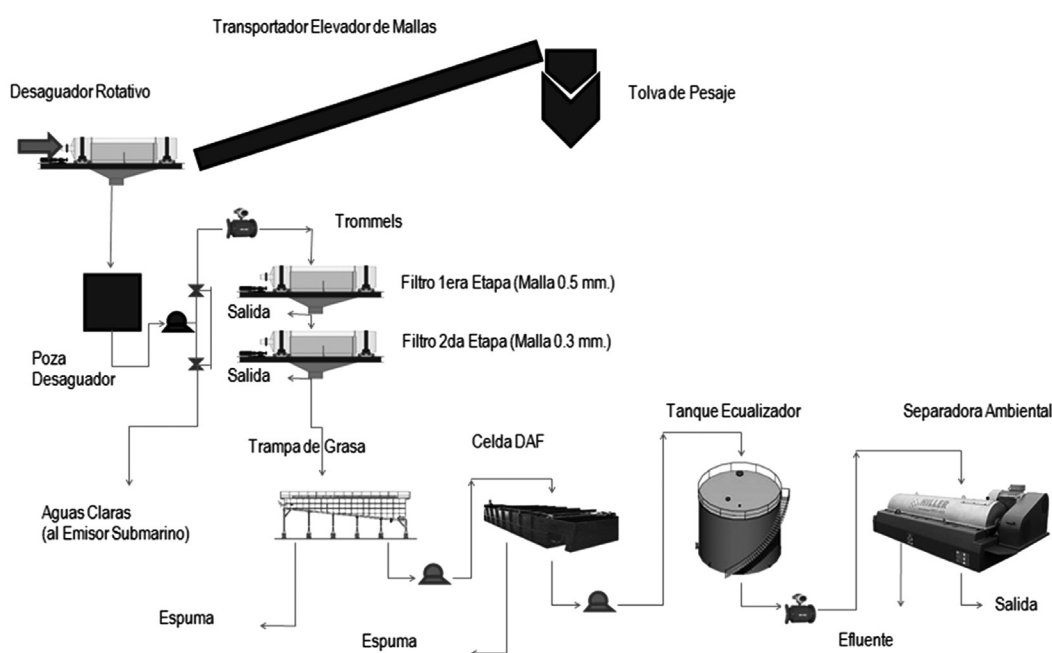 Transportador Elevador de Mallas
Desaguador Rotativo
Tolva de Pesaje
Trommels
Filtro 1era Etapa (Malla 0.5 mm.)
Salida
Filtro 2da Etapa (Malla 0.3 mm.)
Salida
Poza
Desaguador
Tanque Ecualizador
Separadora Ambiental
Trampa de Grasa
Celda DAF
Aguas Claras
(al Emisor Submarino)
HILLER
Espuma
Espuma
Efluente
Salida